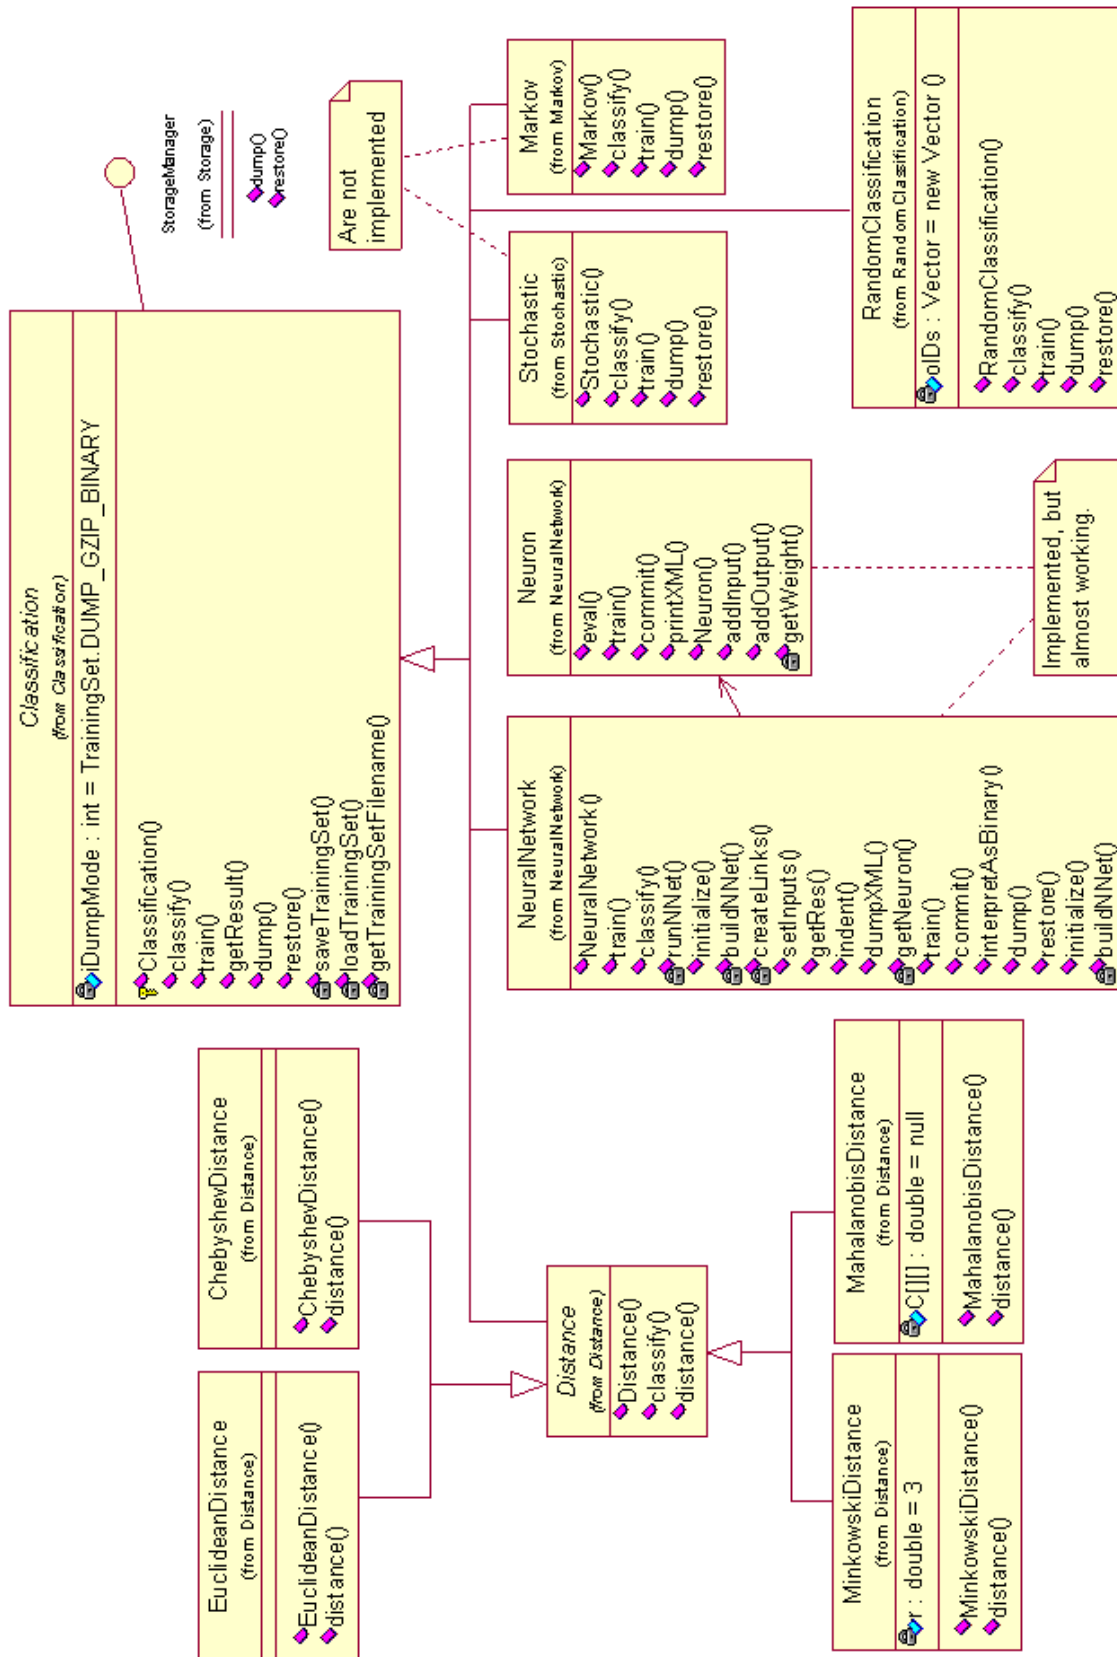 Classification
(from Classification)
iDumpMode : int = TrainingSet.DUMP_GZIP_BINARY
Classification()
classify()
train()
getResult()
dump()
restore()
saveTrainingSet()
loadTrainingSet()
getTrainingSetFilename()
StorageManager
(from Storage)
dump()
restore()
Are not
implemented
EuclideanDistance
(from Distance)
EuclideanDistance()
distance()
ChebyshevDistance
(from Distance)
ChebyshevDistance()
distance()
Distance
(from Distance)
Distance()
classify()
distance()
MinkowskiDistance
(from Distance)
r : double = 3
MinkowskiDistance()
distance()
MahalanobisDistance
(from Distance)
C[][] : double = null
MahalanobisDistance()
distance()
NeuralNetwork
(from NeuralNetwork)
NeuralNetwork()
train()
classify()
runNNet()
initialize()
buildNNet()
createLinks()
setInputs()
getRes()
indent()
dumpXML()
getNeuron()
train()
commit()
interpretAsBinary()
dump()
restore()
initialize()
buildNNet()
Neuron
(from NeuralNetwork)
eval()
train()
commit()
printXML()
Neuron()
addInput()
addOutput()
getWeight()
Implemented, but
almost working.
Stochastic
(from Stochastic)
Stochastic()
classify()
train()
dump()
restore()
Markov
(from Markov)
Markov()
classify()
train()
dump()
restore()
RandomClassification
(from RandomClassification)
oIDs : Vector = new Vector ()
RandomClassification()
classify()
train()
dump()
restore()